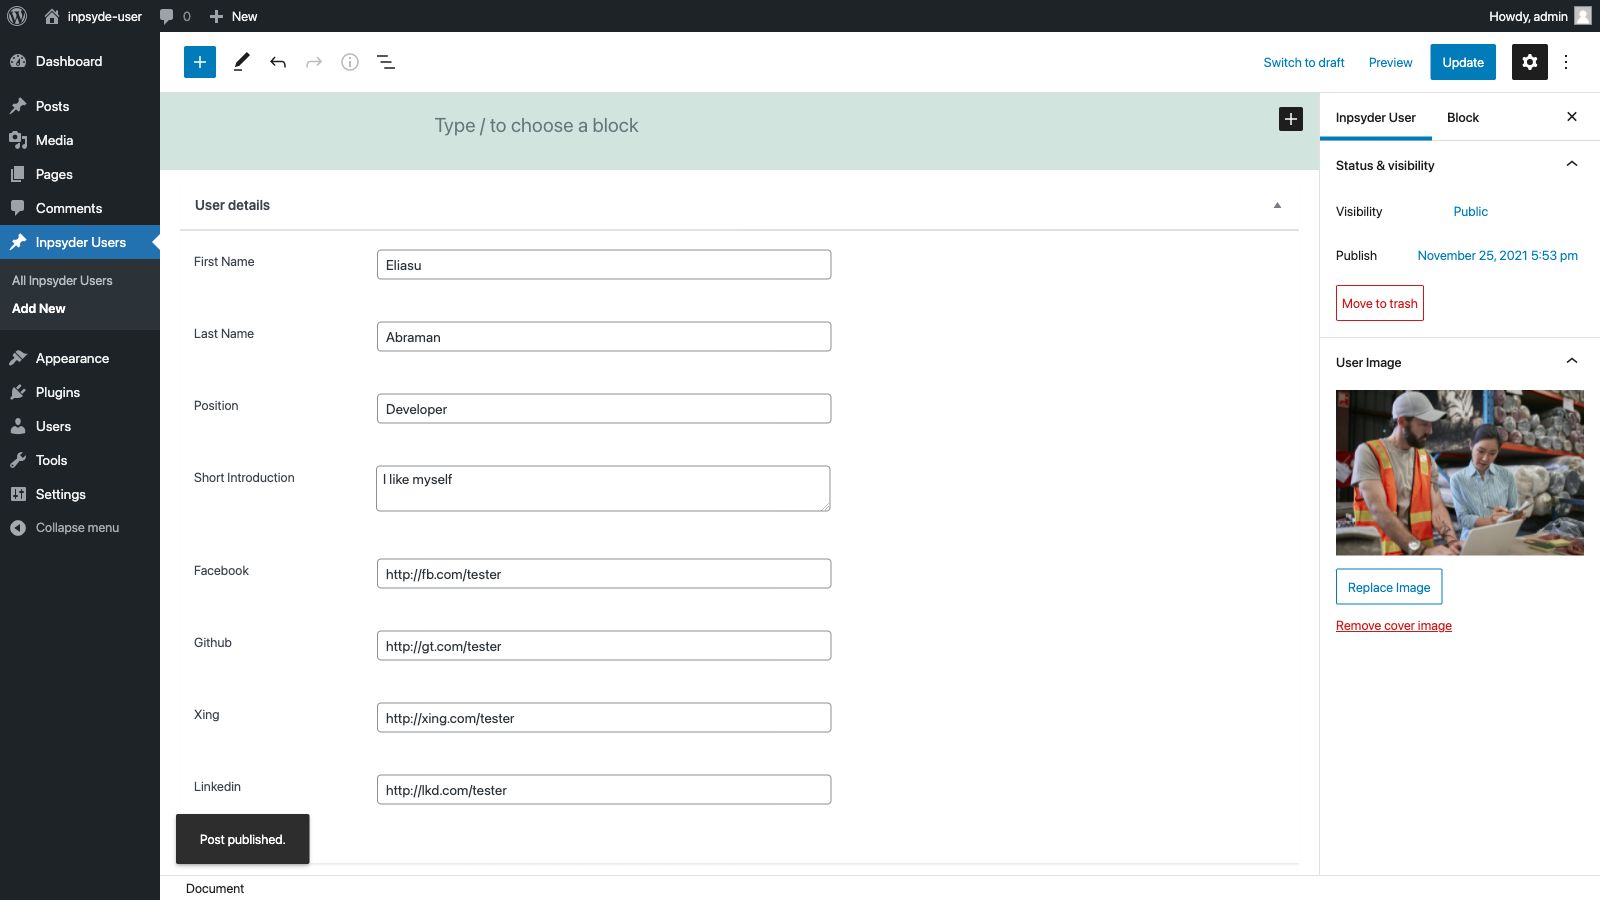 inpsyde-user
0
New
Howdy, admin
Dashboard
Posts
Media
Pages
Comments
Inpsyder Users
All Inpsyder Users
Add New
Appearance
Plugins
Users
Tools
Settings
Collapse menu
Switch to draft
Preview
Update
Type / to choose a block
User details
First Name
Eliasu
Last Name
Abraman
Position
Developer
Short Introduction
I like myself
Facebook
http://fb.com/tester
Github
http://gt.com/tester
Xing
http://xing.com/tester
Linkedin
http://lkd.com/tester
Post published.
Document
Inpsyder User
Block
Status & visibility
Visibility
Public
Publish
November 25, 2021 5:53 pm
Move to trash
User Image
Replace Image
Remove cover image